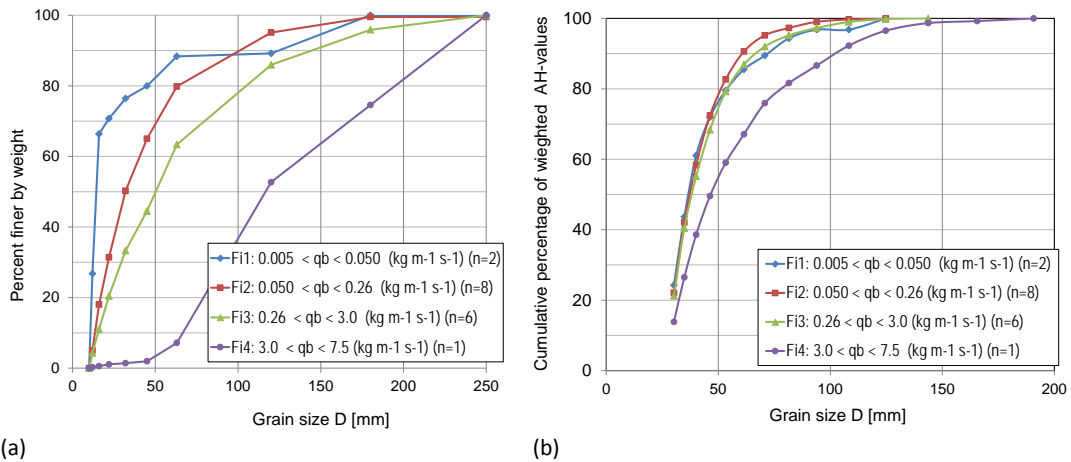 Percent finer by weight
100
80
60
40
20
0
Fi1: 0.005 < qb < 0.050 (kg m-1 s-1) (n=2)
Fi2: 0.050 < qb < 0.26 (kg m-1 s-1) (n=8)
Fi3: 0.26 < qb < 3.0 (kg m-1 s-1) (n=6)
Fi4: 3.0 < qb < 7.5 (kg m-1 s-1) (n=1)
0 50 100 150 200 250
Grain size D [mm]
(a)
Cumulative percentage of wieghted AH-values
100
80
60
40
20
0
Fi1: 0.005 < qb < 0.050 (kg m-1 s-1) (n=2)
Fi2: 0.050 < qb < 0.26 (kg m-1 s-1) (n=8)
Fi3: 0.26 < qb < 3.0 (kg m-1 s-1) (n=6)
Fi4: 3.0 < qb < 7.5 (kg m-1 s-1) (n=1)
0 50 100 150 200
Grain size D [mm]
(b)